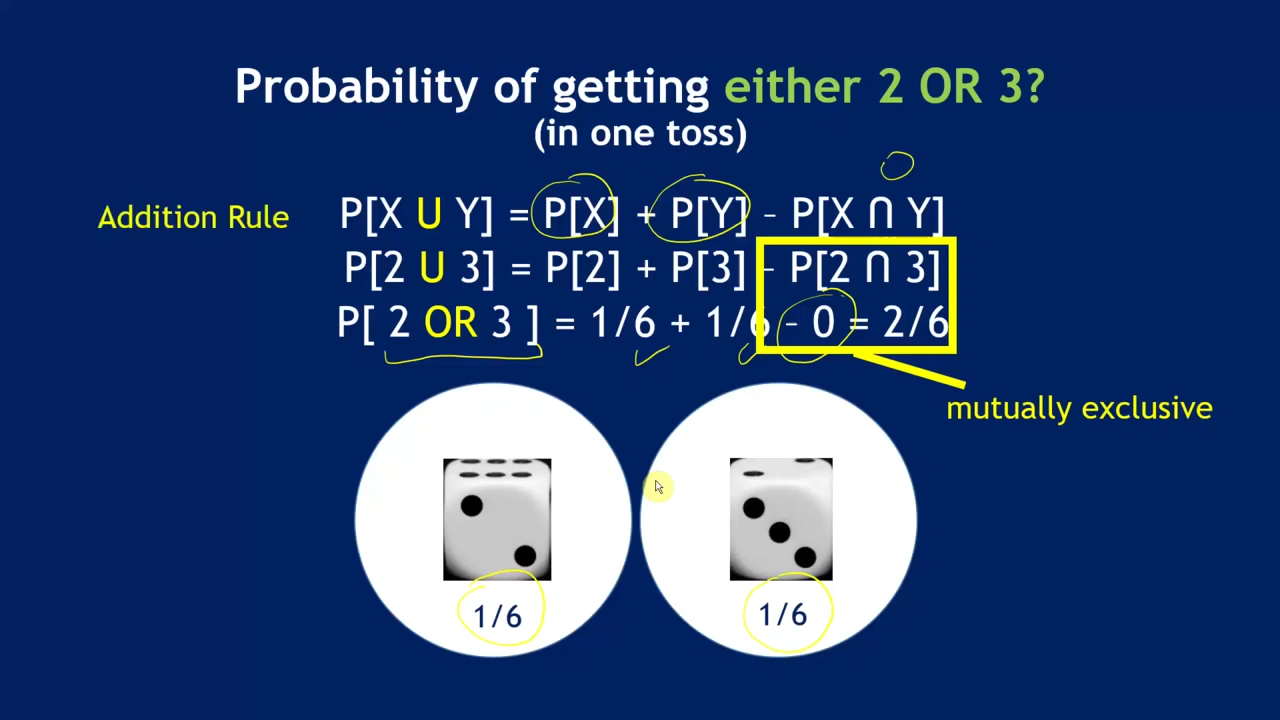 Probability of getting either 2 OR 3?
(in one toss)
0
Addition Rule P[X U Y] = P[X] + P[Y] - P[X ∩ Y]
P[2 U 3] = P[2] + P[3] - P[2 ∩ 3]
P[ 2 OR 3 ] = 1/6 + 1/6 - 0 = 2/6
mutually exclusive
1/6 1/6